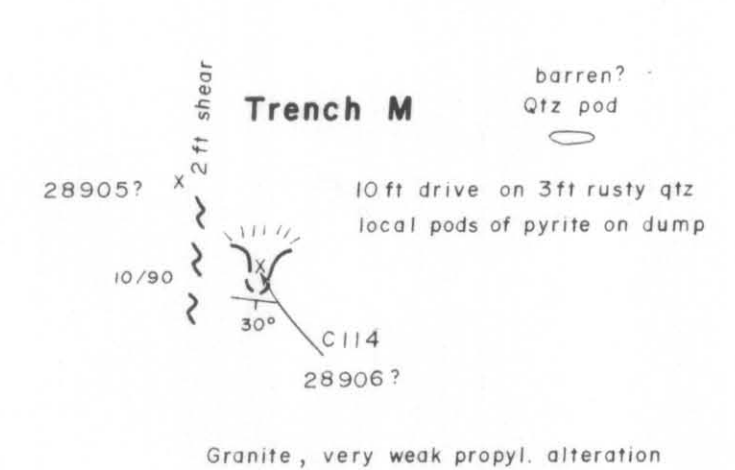 barren?
Trench M
Qtz pod
2 ft shear
x
28905?
10 ft drive on 3ft rusty qtz
local pods of pyrite on dump
x
10/90
30°
C114
28906?
Granite, very weak propyl. alteration